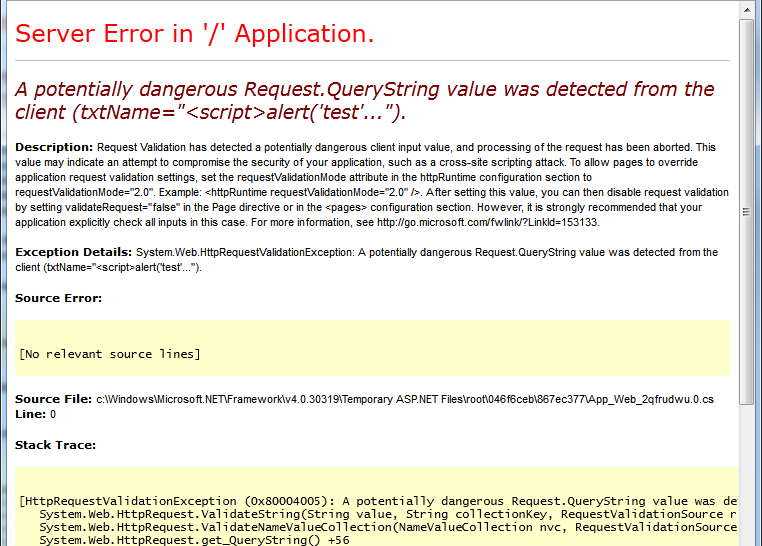 Server Error in '/' Application.
A potentially dangerous Request.QueryString value was detected from the
client (txtName="<script>alert('test'...").
Description: Request Validation has detected a potentially dangerous client input value, and processing of the request has been aborted. This
value may indicate an attempt to compromise the security of your application, such as a cross-site scripting attack. To allow pages to override
application request validation settings, set the requestValidationMode attribute in the httpRuntime configuration section to
requestValidationMode="2.0". Example: <httpRuntime requestValidationMode="2.0" />. After setting this value, you can then disable request validation
by setting validateRequest="false" in the Page directive or in the <pages> configuration section. However, it is strongly recommended that your
application explicitly check all inputs in this case. For more information, see http://go.microsoft.com/fwlink/?LinkId=153133.
Exception Details: System.Web.HttpRequestValidationException: A potentially dangerous Request.QueryString value was detected from the
client (txtName="<script>alert('test'...").
Source Error:
[No relevant source lines]
Source File: c:\Windows\Microsoft.NET\Framework\v4.0.30319\Temporary ASP.NET Files\root\046f6ceb\867ec377\App_Web_2qfrudwu.0.cs
Line: 0
Stack Trace:
[HttpRequestValidationException (0x80004005): A potentially dangerous Request.QueryString value was de
System.Web.HttpRequest.ValidateString(String value, String collectionKey, RequestValidationSource r
System.Web.HttpRequest.ValidateNameValueCollection(NameValueCollection nvc, RequestValidationSource
System.Web.HttpRequest.get_QueryString() +56